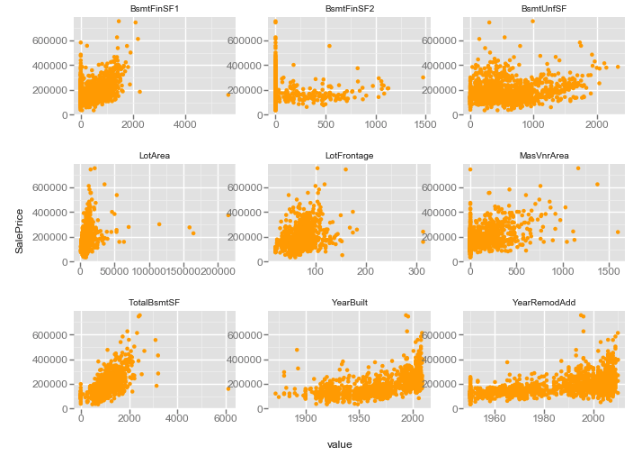 BsmtFinSF1 BsmtFinSF2 BsmtUnfSF
600000 600000 600000
400000 400000 400000
200000 200000 200000
0 0 0
0 2000 4000 0 500 1000 1500 0 1000 2000
LotArea LotFrontage MasVnrArea
600000 600000 600000
400000 400000 400000
200000 200000 200000
0 0 0
0 50000 100000 150000 200000 100 200 300 0 500 1000 1500
SalePrice
TotalBsmtSF YearBuilt YearRemodAdd
600000 600000 600000
400000 400000 400000
200000 200000 200000
0 0 0
0 2000 4000 6000 1900 1950 2000 1960 1980 2000
value